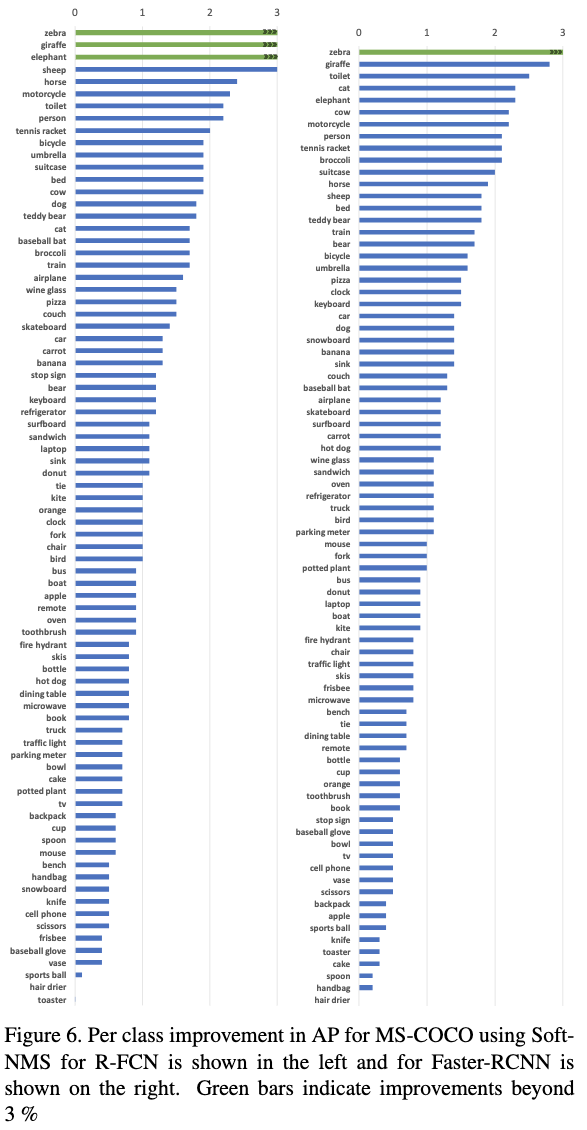 0 1 2 3
zebra
giraffe
elephant
sheep
horse
motorcycle
toilet
person
tennis racket
bicycle
umbrella
suitcase
bed
cow
dog
teddy bear
cat
baseball bat
broccoli
train
airplane
wine glass
pizza
couch
skateboard
car
carrot
banana
stop sign
bear
keyboard
refrigerator
surfboard
sandwich
laptop
sink
donut
tie
kite
orange
clock
fork
chair
bird
bus
boat
apple
remote
oven
toothbrush
fire hydrant
skis
bottle
hot dog
dining table
microwave
book
truck
traffic light
parking meter
bowl
cake
potted plant
tv
backpack
cup
spoon
mouse
bench
handbag
snowboard
knife
cell phone
scissors
frisbee
baseball glove
vase
sports ball
hair drier
toaster
0 1 2 3
zebra
giraffe
toilet
cat
elephant
cow
motorcycle
person
tennis racket
broccoli
suitcase
horse
sheep
bed
teddy bear
train
bear
bicycle
umbrella
pizza
clock
keyboard
car
dog
snowboard
banana
sink
couch
baseball bat
airplane
skateboard
surfboard
carrot
hot dog
wine glass
sandwich
oven
refrigerator
truck
bird
parking meter
mouse
fork
potted plant
bus
donut
laptop
boat
kite
fire hydrant
chair
traffic light
skis
frisbee
microwave
bench
tie
dining table
remote
bottle
cup
orange
toothbrush
book
stop sign
baseball glove
bowl
tv
cell phone
vase
scissors
backpack
apple
sports ball
knife
toaster
cake
spoon
handbag
hair drier
Figure 6. Per class improvement in AP for MS-COCO using Soft-
NMS for R-FCN is shown in the left and for Faster-RCNN is
shown on the right. Green bars indicate improvements beyond
3 %